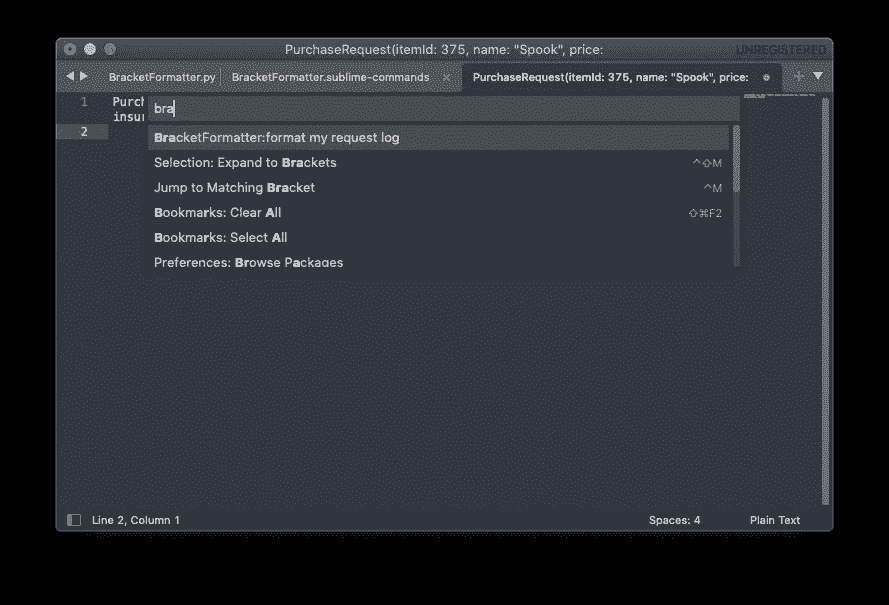 PurchaseRequest(itemId: 375, name: "Spook", price:
UNREGISTERED
BracketFormatter.py
BracketFormatter.sublime-commands
PurchaseRequest(itemId: 375, name: "Spook", price:
1 Purch
insur
2
bra
BracketFormatter:format my request log
Selection: Expand to Brackets ^⇧M
Jump to Matching Bracket ^M
Bookmarks: Clear All ⇧⌘F2
Bookmarks: Select All
Preferences: Browse Packages
Line 2, Column 1
Spaces: 4
Plain Text